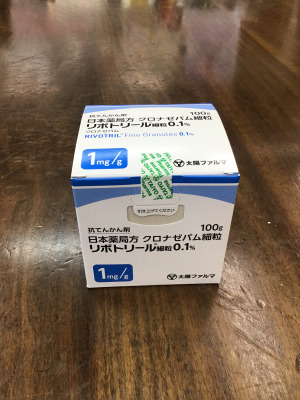 抗てんかん剤
100g
日本薬局方 クロナゼパム細粒
リボトリール細粒0.1%
クロナゼパム
RIVOTRIL® Fine Granules 0.1%
1mg/g
太陽ファルマ
TAIYO
抗てんかん剤
100g
日本薬局方 クロナゼパム細粒
リボトリール細粒0.1%
1mg/g
太陽ファルマ